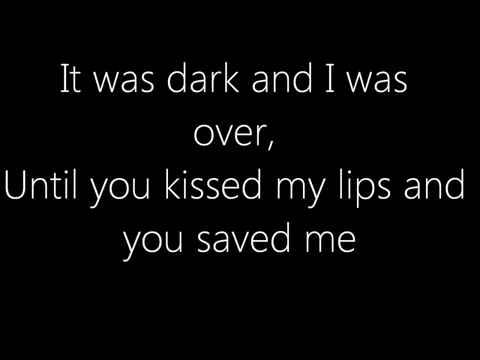 It was dark and I was
over,
Until you kissed my lips and
you saved me